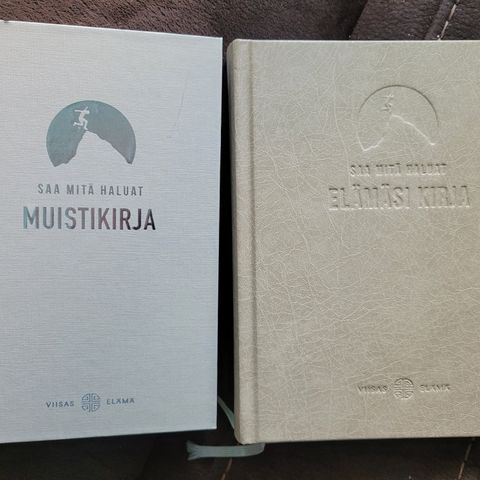 SAA MITÄ HALUAT
MUISTIKIRJA
VIISAS ELÄMÄ
SAA MITÄ HALUAT
ELÄMÄSI KIRJA
VIISAS ELÄMÄ